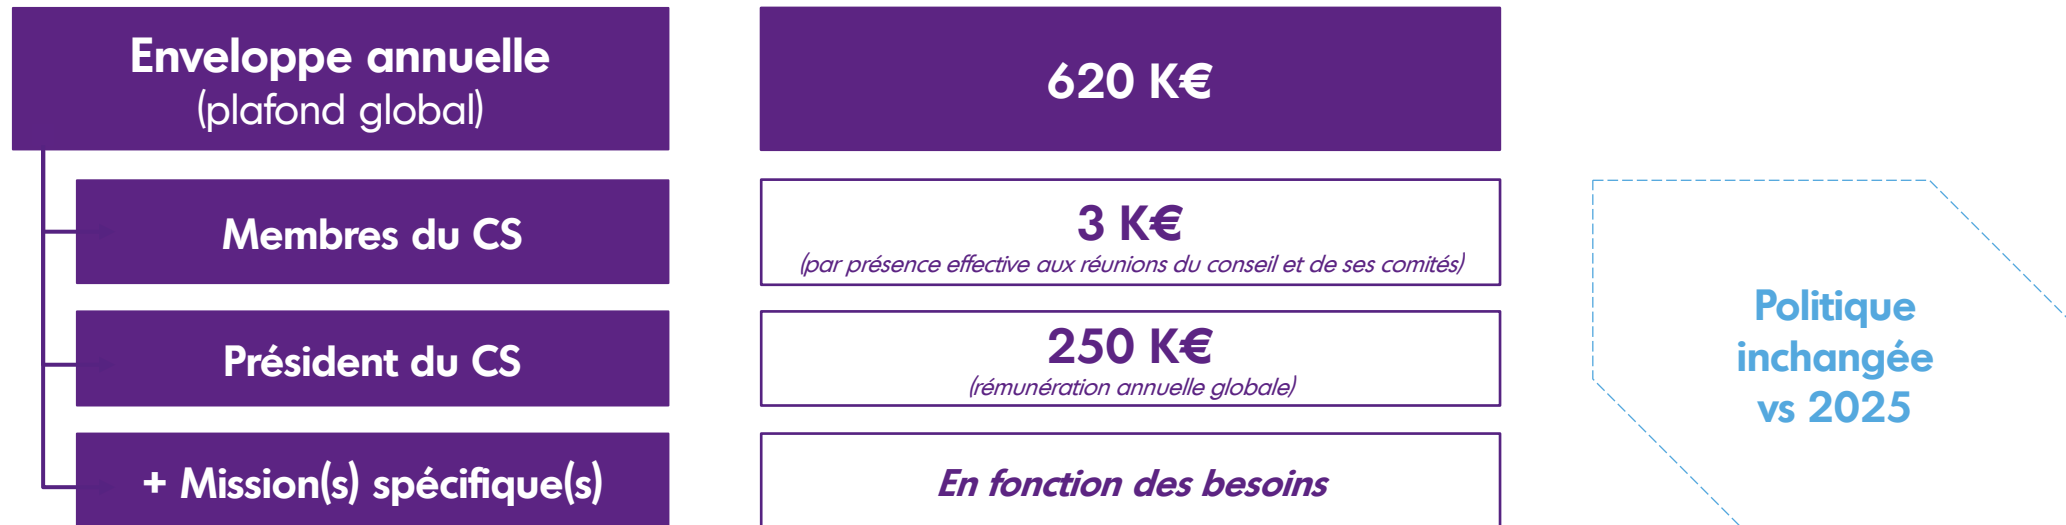 Enveloppe annuelle
(plafond global)
620 K€
Membres du CS
3 K€
(par présence effective aux réunions du conseil et de ses comités)
Président du CS
250 K€
(rémunération annuelle globale)
+ Mission(s) spécifique(s)
En fonction des besoins
Politique
inchangée
vs 2025